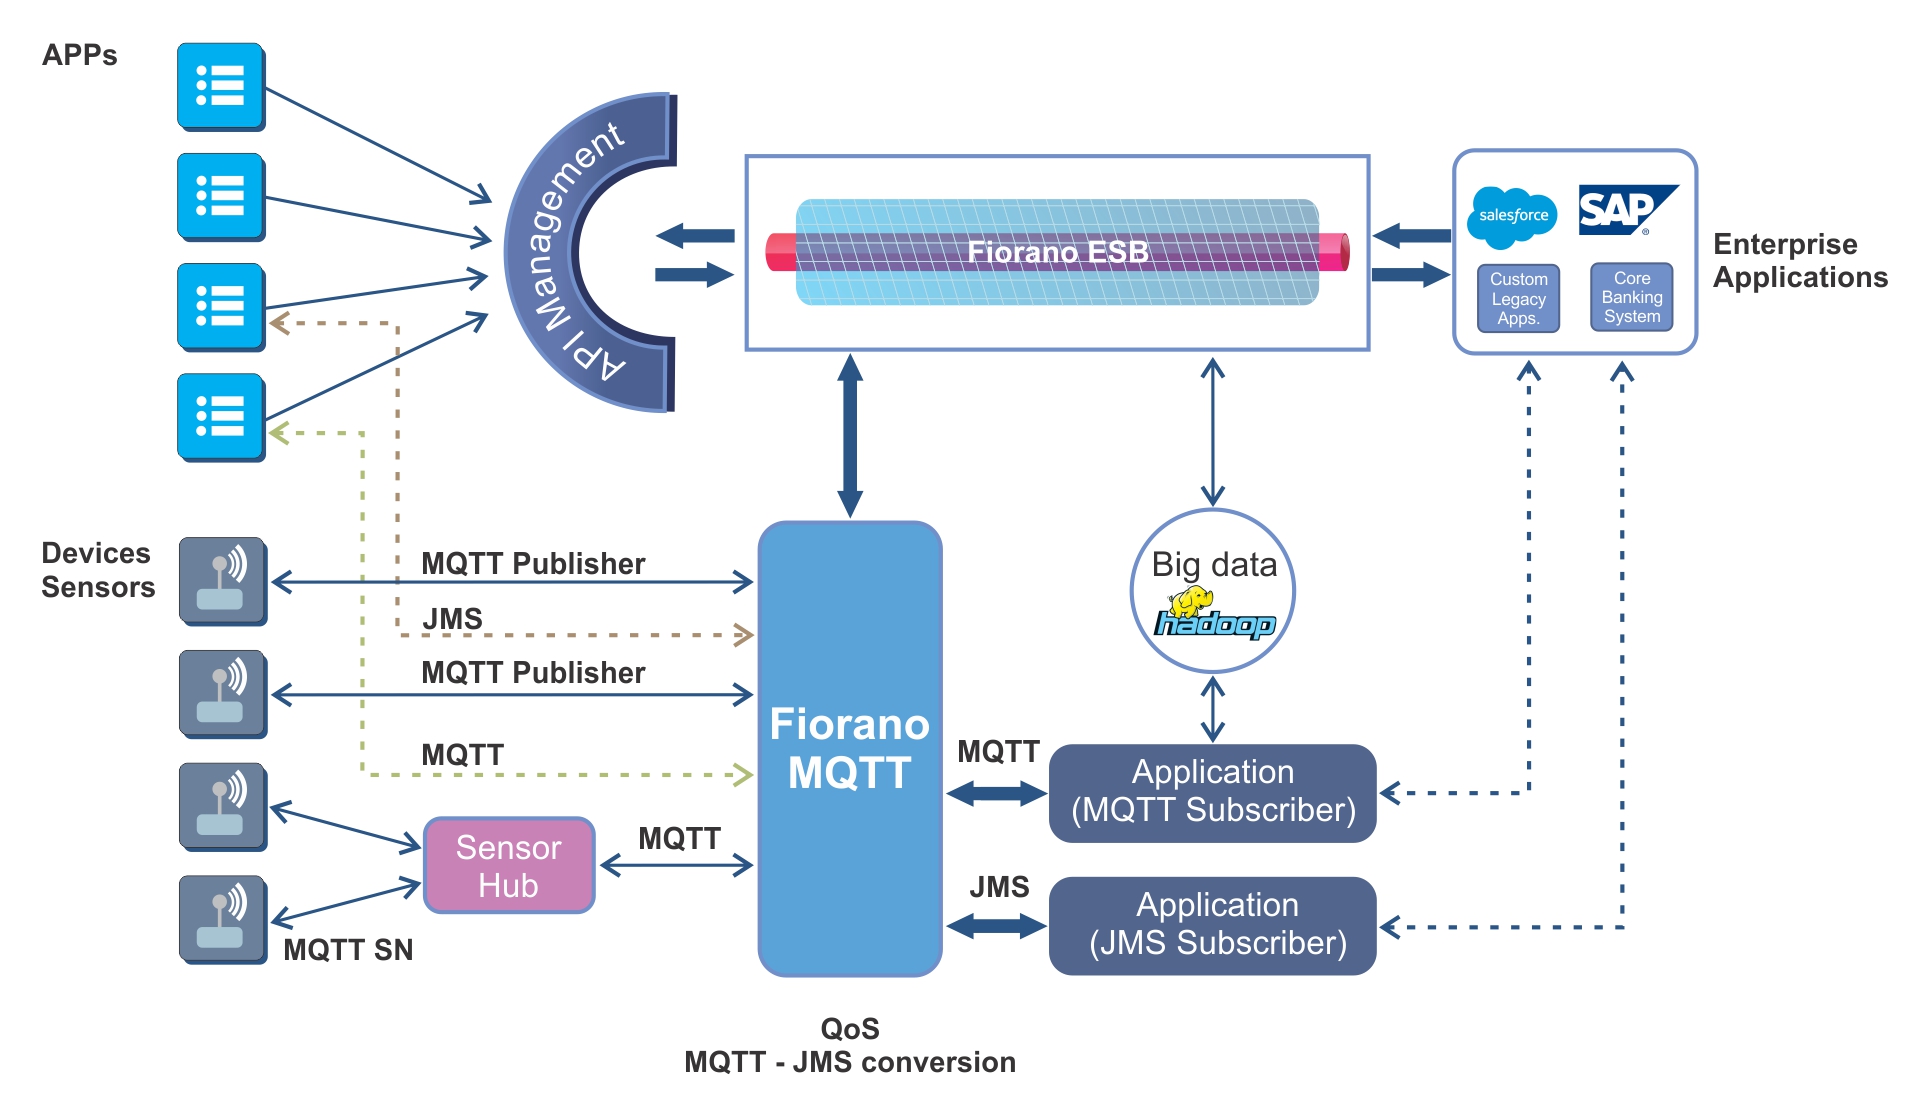 APPs
API Management
Fiorano ESB
salesforce
SAP
®
Custom
Legacy
Apps.
Core
Banking
System
Enterprise
Applications
Devices
Sensors
MQTT Publisher
JMS
MQTT Publisher
MQTT
Sensor
Hub
MQTT
MQTT SN
Fiorano
MQTT
Big data
hadoop
MQTT
Application
(MQTT Subscriber)
JMS
Application
(JMS Subscriber)
QoS
MQTT - JMS conversion